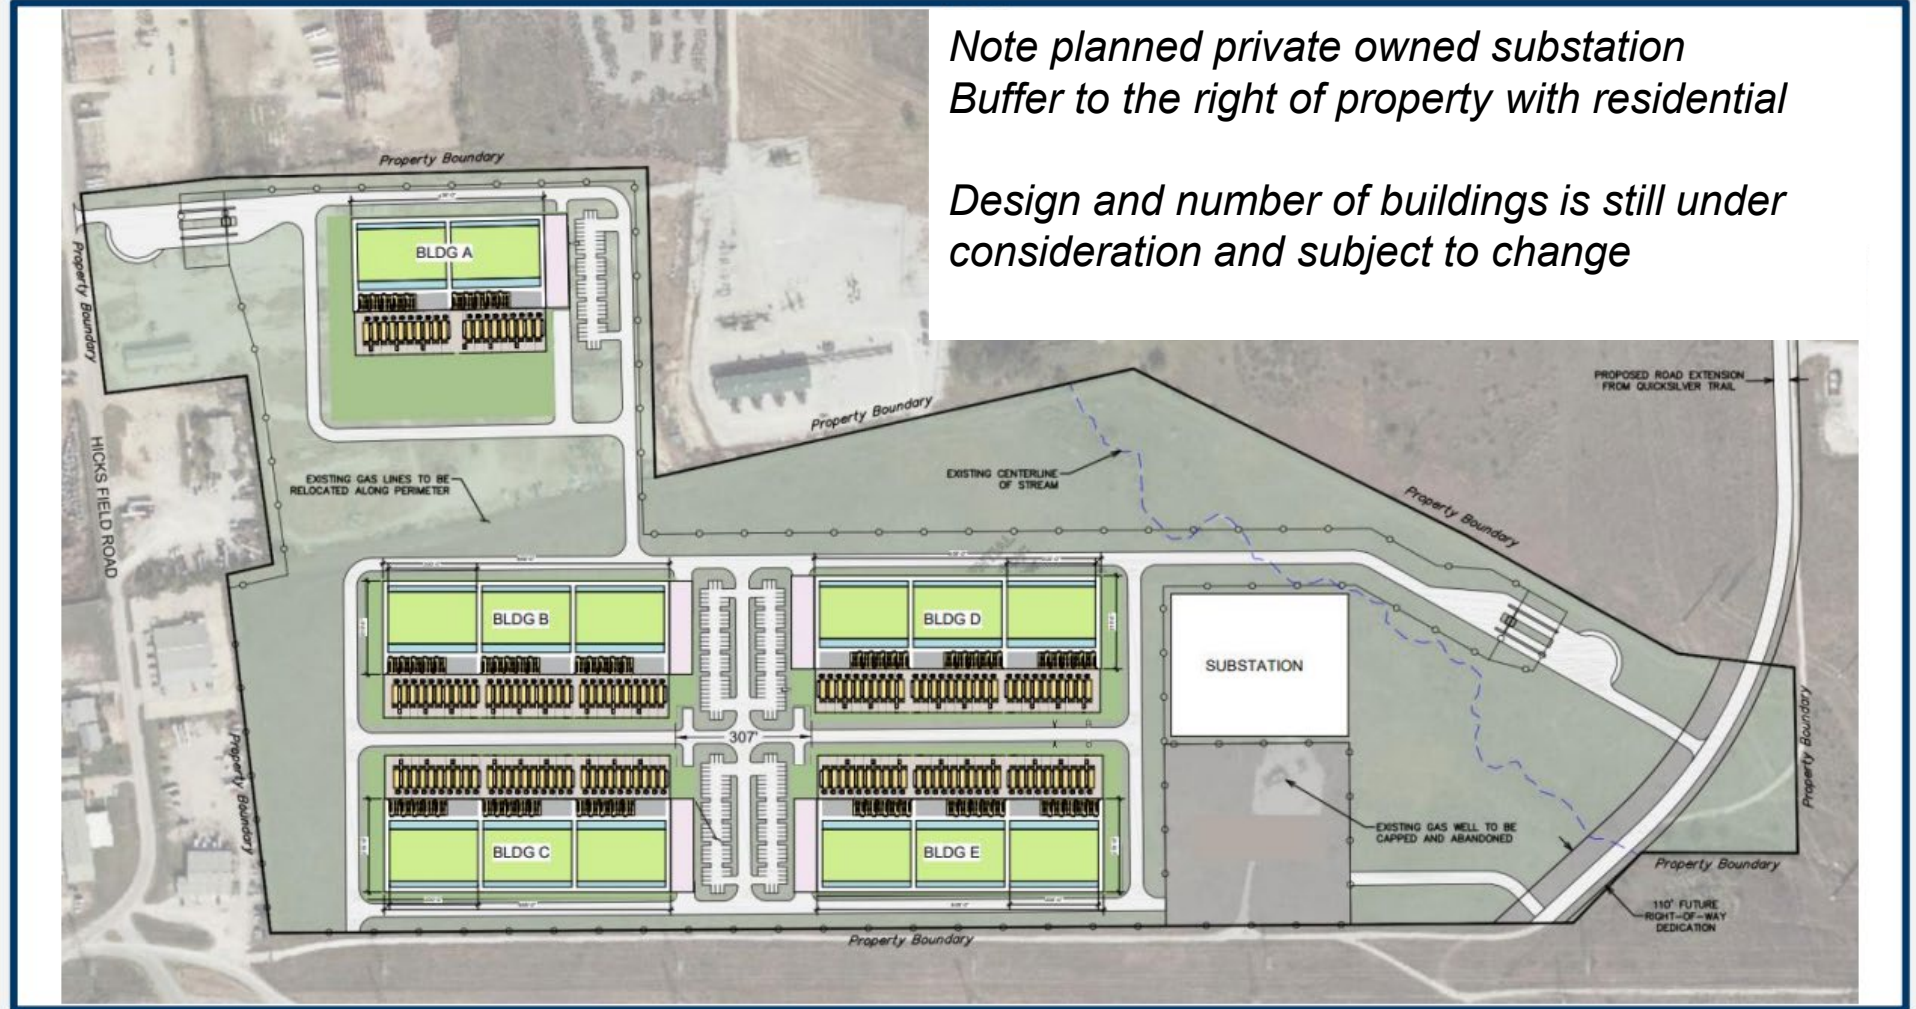 Note planned private owned substation
Buffer to the right of property with residential
Design and number of buildings is still under
consideration and subject to change
Property Boundary
Property Boundary
BLDG A
PROPOSED ROAD EXTENSION
FROM QUICKSILVER TRAIL
Property Boundary
HICKS FIELD ROAD
EXISTING GAS LINES TO BE
RELOCATED ALONG PERIMETER
EXISTING CENTERLINE
OF STREAM
Property Boundary
BLDG B
BLDG D
SUBSTATION
307'
Property Boundary
Property Boundary
BLDG C
BLDG E
EXISTING GAS WELL TO BE
CAPPED AND ABANDONED
Property Boundary
110' FUTURE
RIGHT-OF-WAY
DEDICATION
Property Boundary